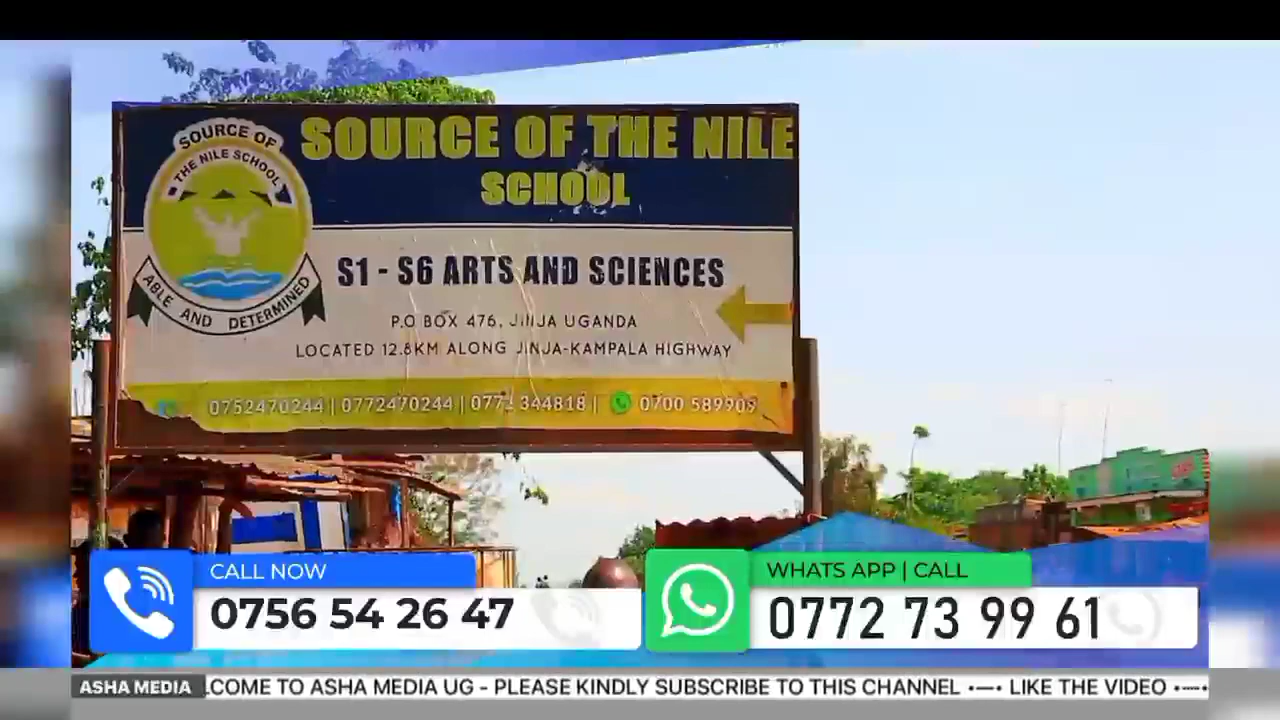 SOURCE OF
THE NILE SCHOOL
ABLE AND DETERMINED
SOURCE OF THE NILE
SCHOOL
S1 - S6 ARTS AND SCIENCES
P.O BOX 476, JINJA UGANDA
LOCATED 12.8KM ALONG JINJA-KAMPALA HIGHWAY
0752470244 | 0772470244 | 0772 344818 | 0700 589909
CALL NOW
0756 54 26 47
WHATS APP | CALL
0772 73 99 61
ASHA MEDIA .COME TO ASHA MEDIA UG - PLEASE KINDLY SUBSCRIBE TO THIS CHANNEL •—• LIKE THE VIDEO •—•